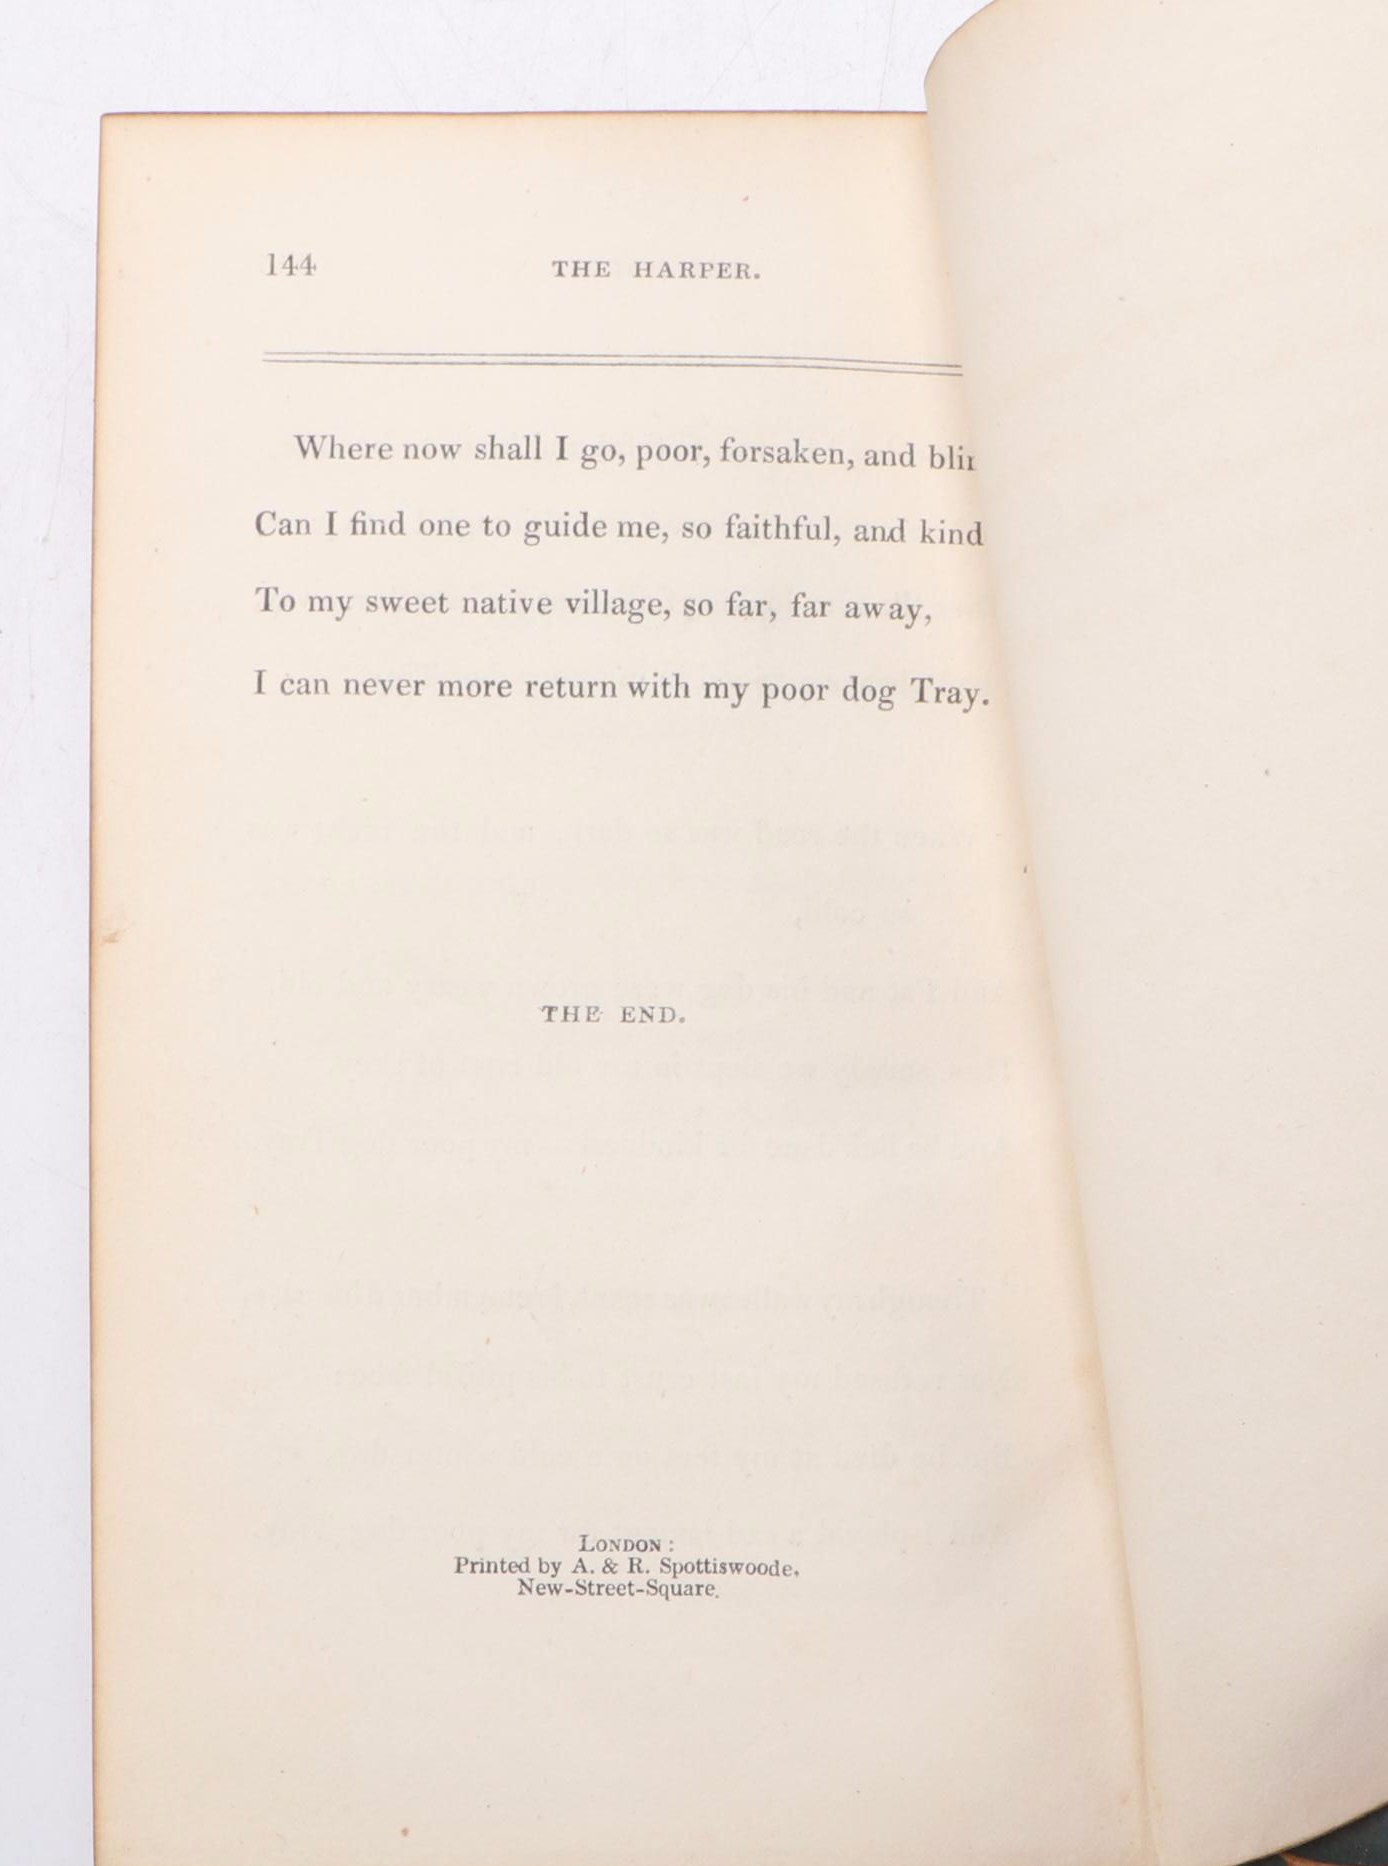 144 THE HARPER.
Where now shall I go, poor, forsaken, and
Can I find one to guide me, so faithful, and kind
To my sweet native village, so far, far away,
I can never more return with my poor dog Tray.
THE END.
LONDON :
Printed by A. & R. Spottiswoode,
New-Street-Square.